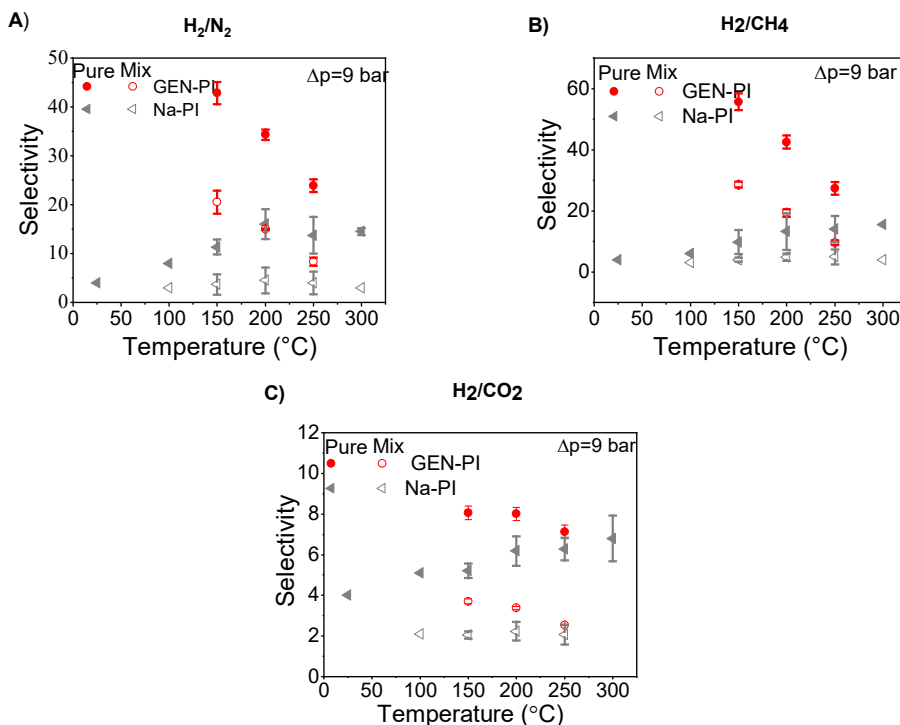 A)
H₂/N₂
Pure Mix
GEN-PI
Na-PI
Δp=9 bar
Selectivity
50
40
30
20
10
0
0 50 100 150 200 250 300
Temperature (°C)
B)
H2/CH4
Pure Mix
GEN-PI
Na-PI
Δp=9 bar
Selectivity
60
40
20
0
0 50 100 150 200 250 300
Temperature (°C)
C)
H2/CO2
Pure Mix
GEN-PI
Na-PI
Δp=9 bar
Selectivity
12
10
8
6
4
2
0
0 50 100 150 200 250 300
Temperature (°C)